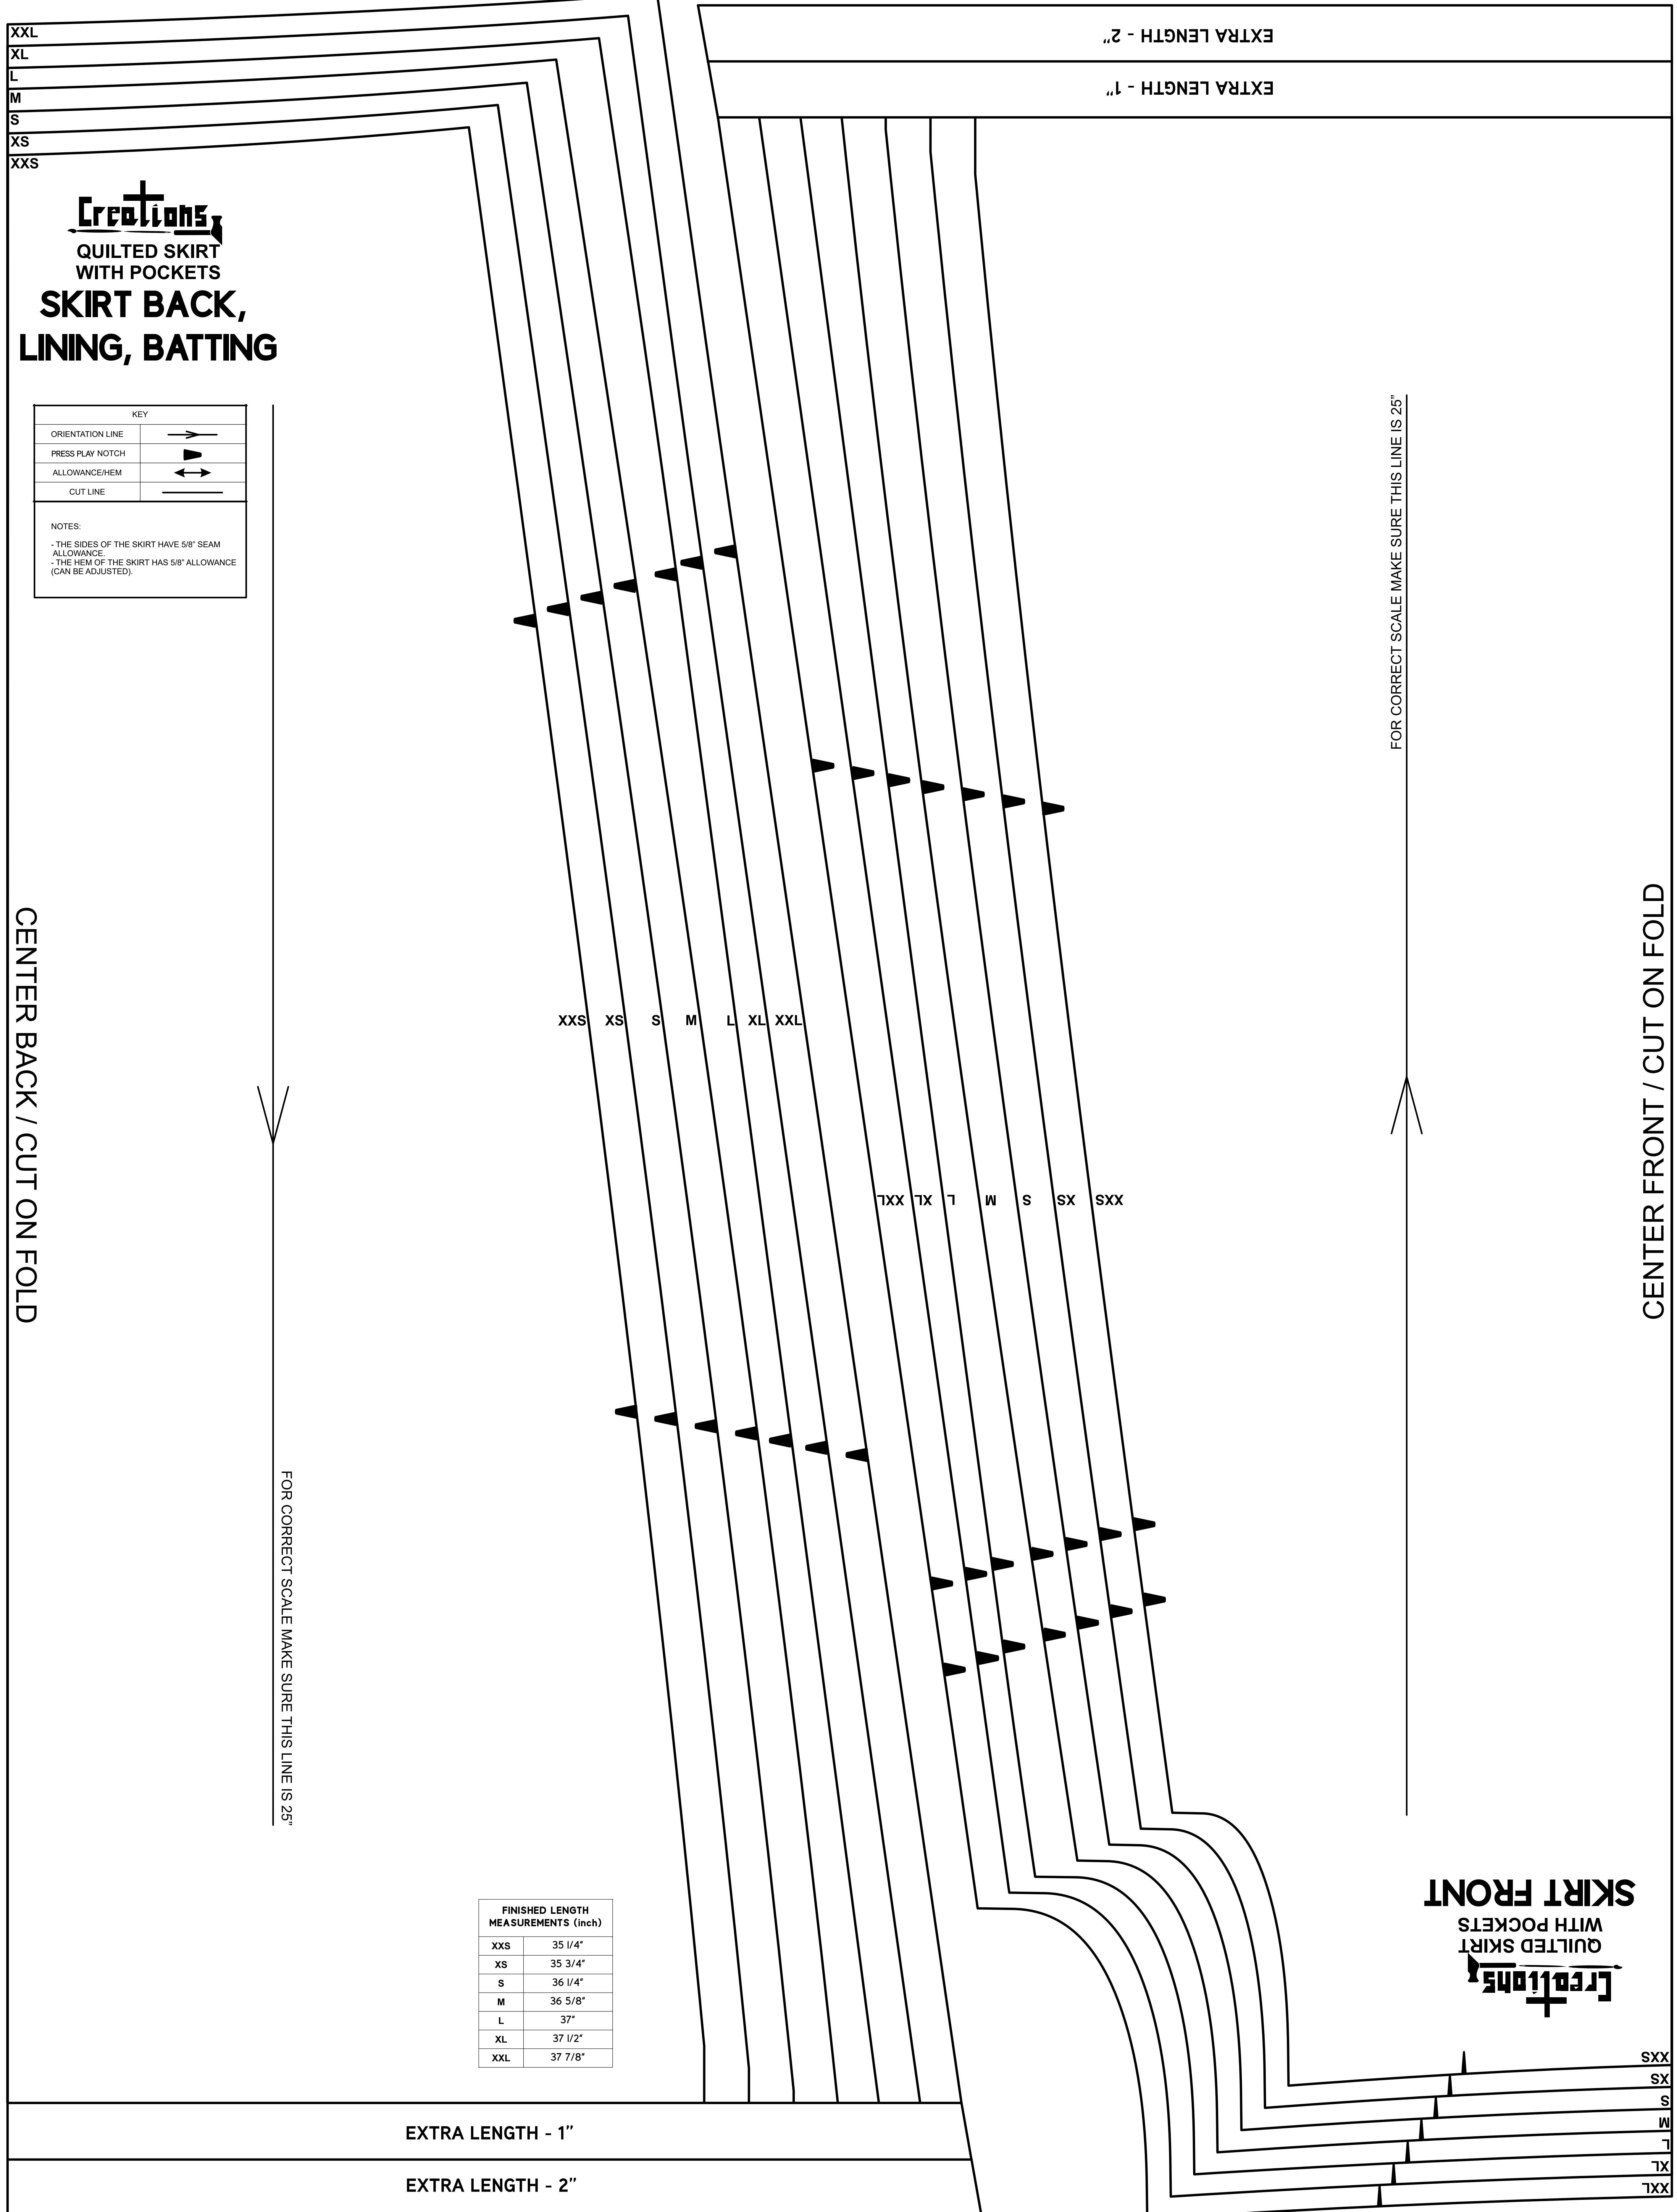 XXL
XL
L
M
S
XS
XXS
Creations
QUILTED SKIRT
WITH POCKETS
SKIRT BACK,
LINING, BATTING
KEY
ORIENTATION LINE
PRESS PLAY NOTCH
ALLOWANCE/HEM
CUT LINE
NOTES:
- THE SIDES OF THE SKIRT HAVE 5/8" SEAM
ALLOWANCE.
- THE HEM OF THE SKIRT HAS 5/8" ALLOWANCE
(CAN BE ADJUSTED).
CENTER BACK / CUT ON FOLD
FOR CORRECT SCALE MAKE SURE THIS LINE IS 25"
XXS XS S M L XL XXL
FINISHED LENGTH
MEASUREMENTS (inch)
XXS 35 1/4"
XS 35 3/4"
S 36 1/4"
M 36 5/8"
L 37"
XL 37 1/2"
XXL 37 7/8"
EXTRA LENGTH - 1"
EXTRA LENGTH - 2"
EXTRA LENGTH - 2"
EXTRA LENGTH - 1"
FOR CORRECT SCALE MAKE SURE THIS LINE IS 25"
CENTER FRONT / CUT ON FOLD
XXL XL L M S XS XXS
Creations
QUILTED SKIRT
WITH POCKETS
SKIRT FRONT
XXS
XS
S
M
L
XL
XXL